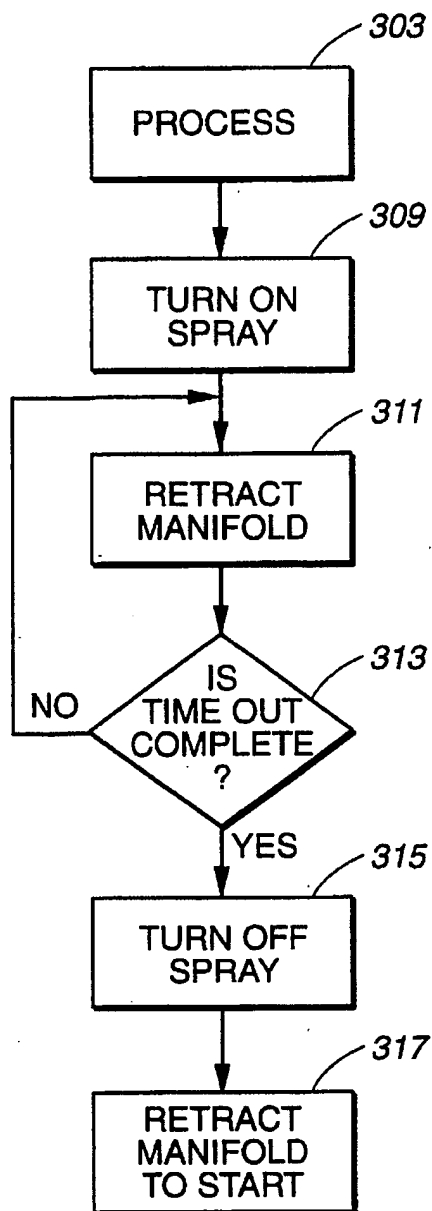 303
PROCESS
309
TURN ON
SPRAY
311
RETRACT
MANIFOLD
313
IS
TIME OUT
COMPLETE
?
NO
YES
315
TURN OFF
SPRAY
317
RETRACT
MANIFOLD
TO START